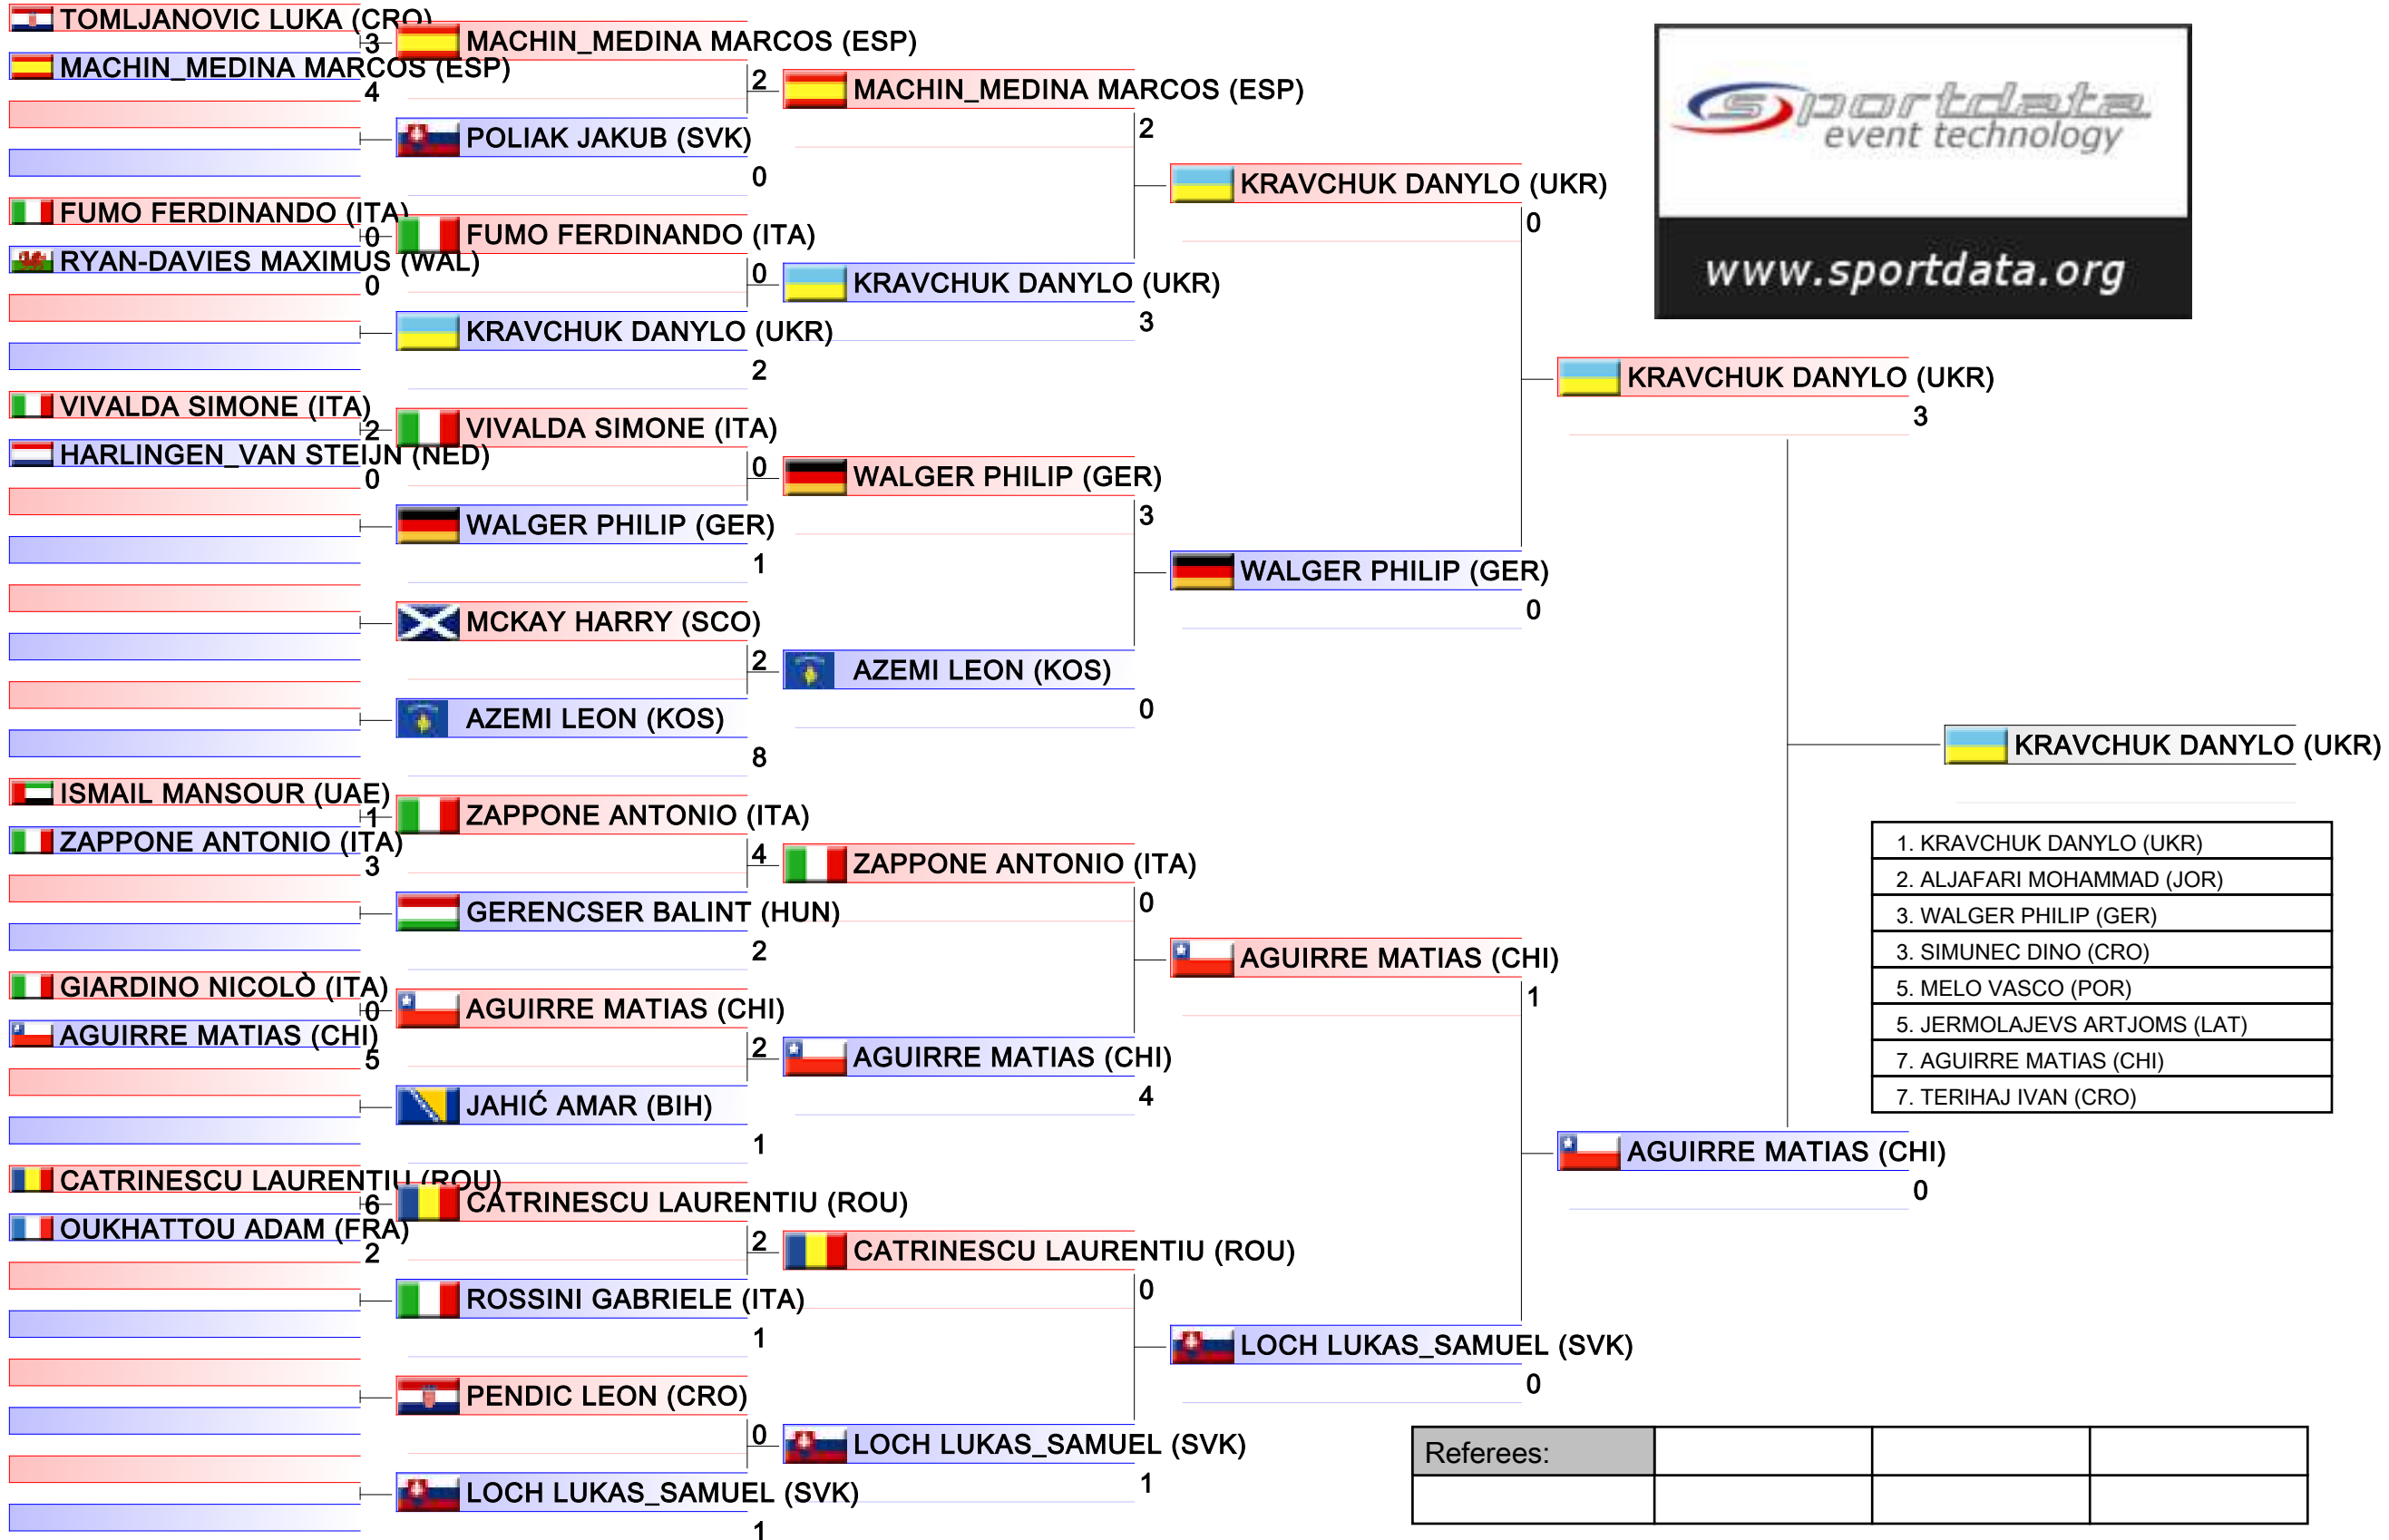 TOMLJANOVIC LUKA (CRO)
3
MACHIN_MEDINA MARCOS (ESP)
4
FUMO FERDINANDO (ITA)
0
RYAN-DAVIES MAXIMUS (WAL)
0
VIVALDA SIMONE (ITA)
2
HARLINGEN_VAN STEIJN (NED)
0
ISMAIL MANSOUR (UAE)
1
ZAPPONE ANTONIO (ITA)
3
GIARDINO NICOLÒ (ITA)
0
AGUIRRE MATIAS (CHI)
5
CATRINESCU LAURENTIU (ROU)
6
OUKHATTOU ADAM (FRA)
2
MACHIN_MEDINA MARCOS (ESP)
2
POLIAK JAKUB (SVK)
0
FUMO FERDINANDO (ITA)
0
KRAVCHUK DANYLO (UKR)
2
VIVALDA SIMONE (ITA)
0
WALGER PHILIP (GER)
1
MCKAY HARRY (SCO)
2
AZEMI LEON (KOS)
8
ZAPPONE ANTONIO (ITA)
4
GERENCSER BALINT (HUN)
2
AGUIRRE MATIAS (CHI)
2
JAHIĆ AMAR (BIH)
1
CATRINESCU LAURENTIU (ROU)
2
ROSSINI GABRIELE (ITA)
1
PENDIC LEON (CRO)
0
LOCH LUKAS_SAMUEL (SVK)
1
MACHIN_MEDINA MARCOS (ESP)
2
KRAVCHUK DANYLO (UKR)
3
WALGER PHILIP (GER)
3
AZEMI LEON (KOS)
0
ZAPPONE ANTONIO (ITA)
0
AGUIRRE MATIAS (CHI)
4
CATRINESCU LAURENTIU (ROU)
0
LOCH LUKAS_SAMUEL (SVK)
1
KRAVCHUK DANYLO (UKR)
0
WALGER PHILIP (GER)
0
AGUIRRE MATIAS (CHI)
1
LOCH LUKAS_SAMUEL (SVK)
0
KRAVCHUK DANYLO (UKR)
3
AGUIRRE MATIAS (CHI)
0
KRAVCHUK DANYLO (UKR)
sportdata
event technology
www.sportdata.org
1. KRAVCHUK DANYLO (UKR)
2. ALJAFARI MOHAMMAD (JOR)
3. WALGER PHILIP (GER)
3. SIMUNEC DINO (CRO)
5. MELO VASCO (POR)
5. JERMOLAJEVS ARTJOMS (LAT)
7. AGUIRRE MATIAS (CHI)
7. TERIHAJ IVAN (CRO)
Referees: